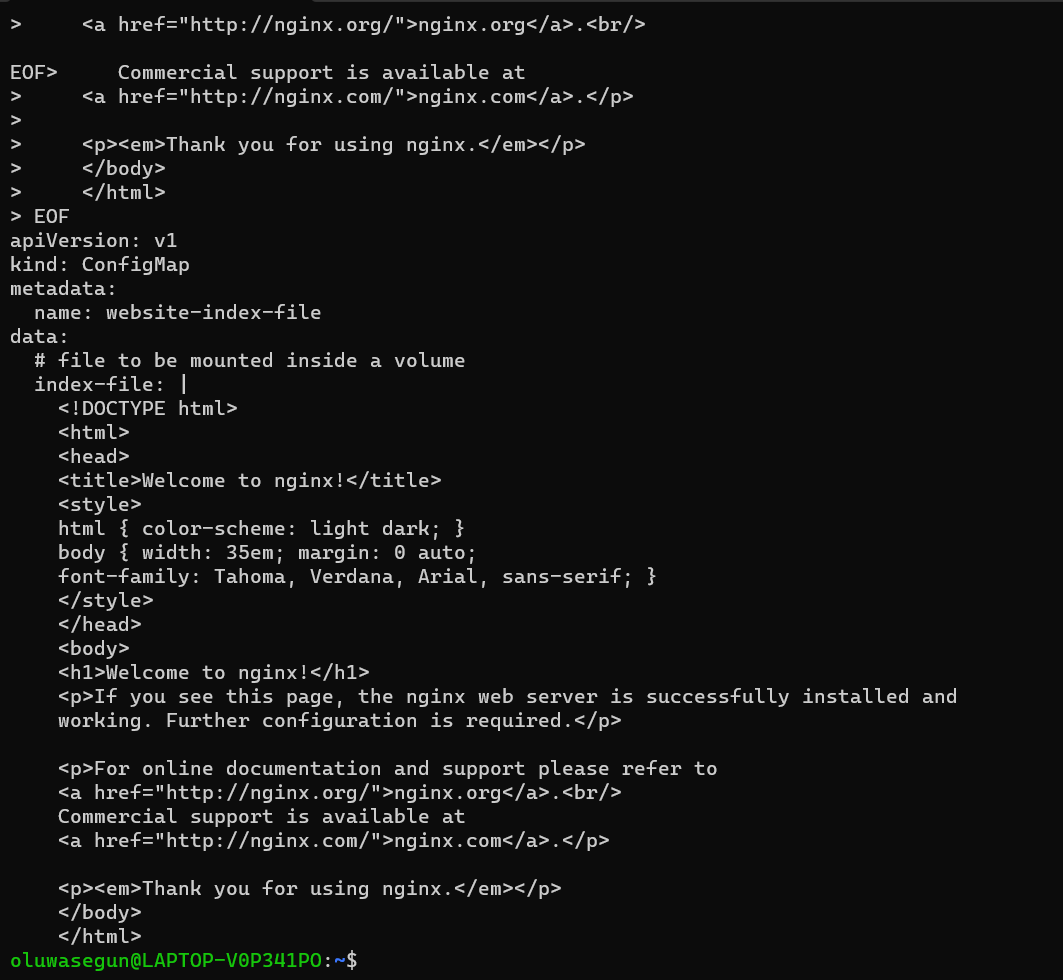 >     <a href="http://nginx.org/">nginx.org</a>.<br/>

EOF>     Commercial support is available at
>     <a href="http://nginx.com/">nginx.com</a>.</p>
>
>     <p><em>Thank you for using nginx.</em></p>
>     </body>
>     </html>
> EOF
apiVersion: v1
kind: ConfigMap
metadata:
  name: website-index-file
data:
  # file to be mounted inside a volume
  index-file: |
    <!DOCTYPE html>
    <html>
    <head>
    <title>Welcome to nginx!</title>
    <style>
    html { color-scheme: light dark; }
    body { width: 35em; margin: 0 auto;
    font-family: Tahoma, Verdana, Arial, sans-serif; }
    </style>
    </head>
    <body>
    <h1>Welcome to nginx!</h1>
    <p>If you see this page, the nginx web server is successfully installed and
    working. Further configuration is required.</p>

    <p>For online documentation and support please refer to
    <a href="http://nginx.org/">nginx.org</a>.<br/>
    Commercial support is available at
    <a href="http://nginx.com/">nginx.com</a>.</p>

    <p><em>Thank you for using nginx.</em></p>
    </body>
    </html>
oluwasegun@LAPTOP-V0P341PO:~$